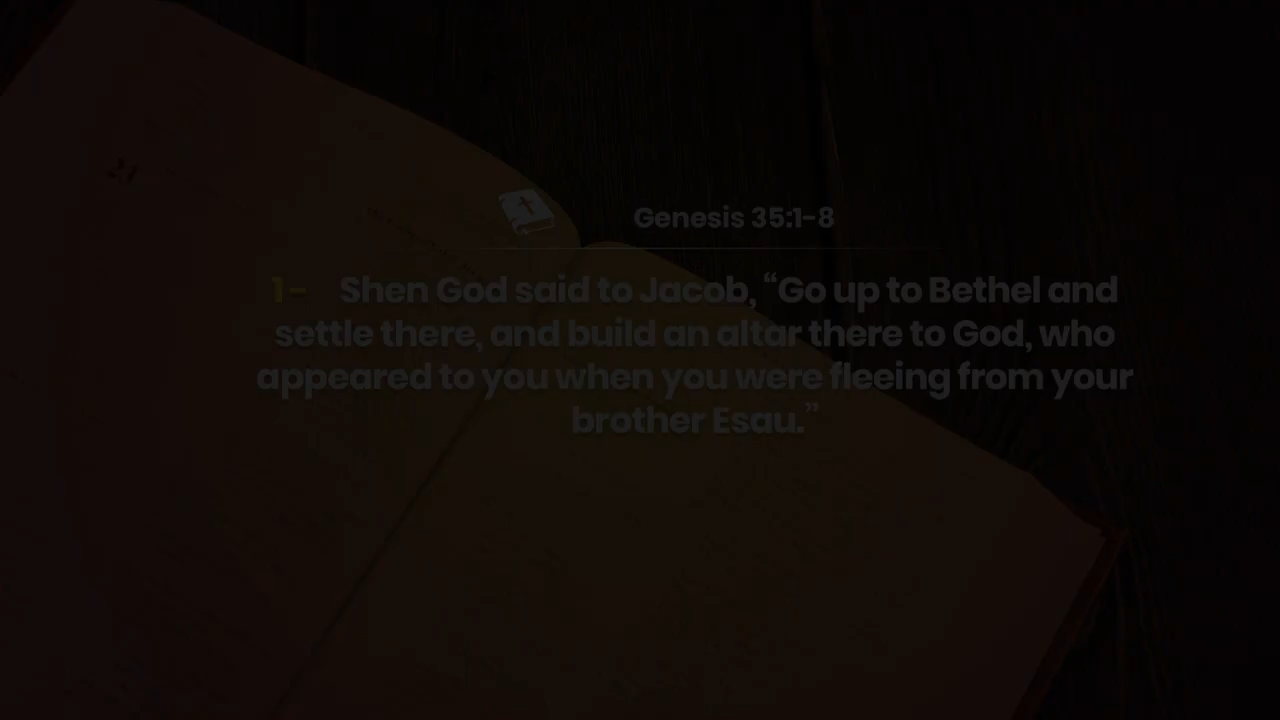 Genesis 35:1-8
1- Shen God said to Jacob, “Go up to Bethel and
settle there, and build an altar there to God, who
appeared to you when you were fleeing from your
brother Esau.”